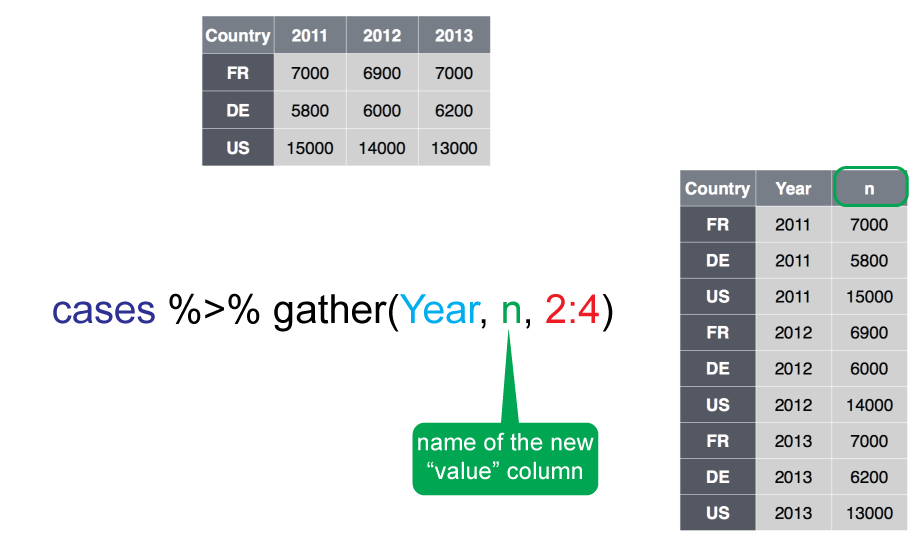 Country 2011 2012 2013
FR 7000 6900 7000
DE 5800 6000 6200
US 15000 14000 13000
Country Year n
FR 2011 7000
DE 2011 5800
US 2011 15000
FR 2012 6900
DE 2012 6000
US 2012 14000
FR 2013 7000
DE 2013 6200
US 2013 13000
cases %>% gather(Year, n, 2:4)
name of the new
“value” column